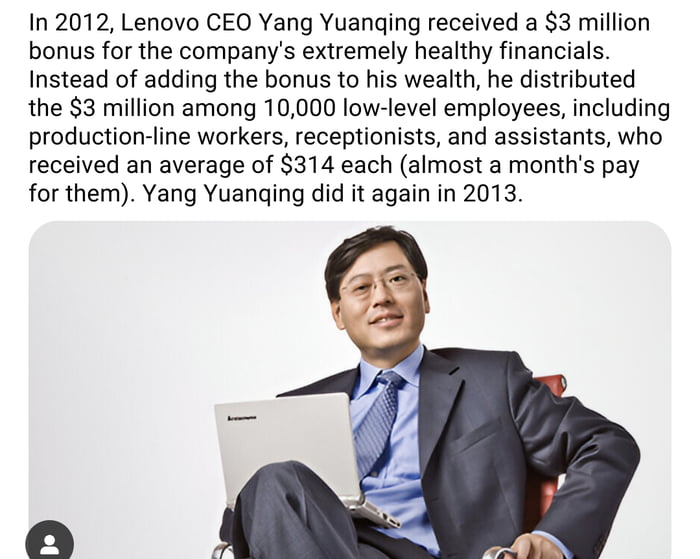 In 2012, Lenovo CEO Yang Yuanqing received a $3 million
bonus for the company's extremely healthy financials.
Instead of adding the bonus to his wealth, he distributed
the $3 million among 10,000 low-level employees, including
production-line workers, receptionists, and assistants, who
received an average of $314 each (almost a month's pay
for them). Yang Yuanqing did it again in 2013.
lenovo